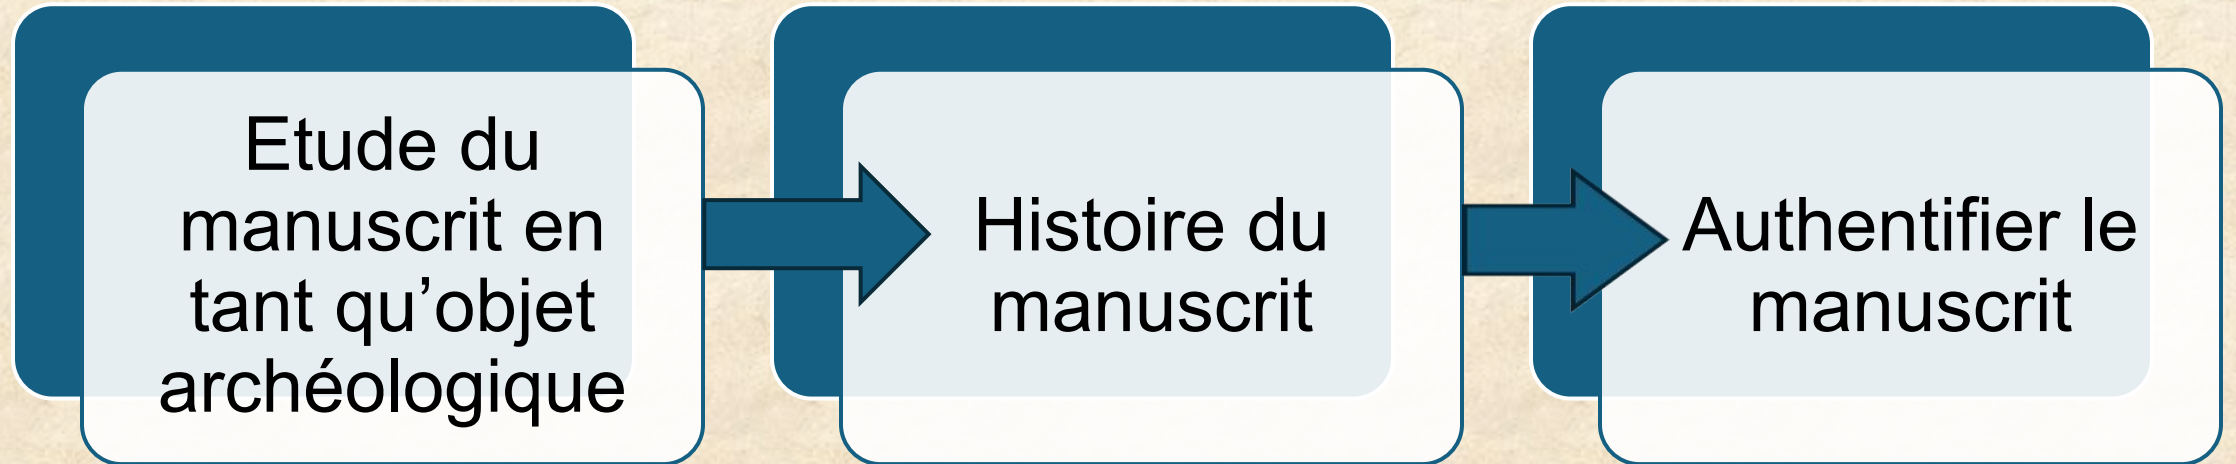 Etude du
manuscrit en
tant qu’objet
archéologique
Histoire du
manuscrit
Authentifier le
manuscrit